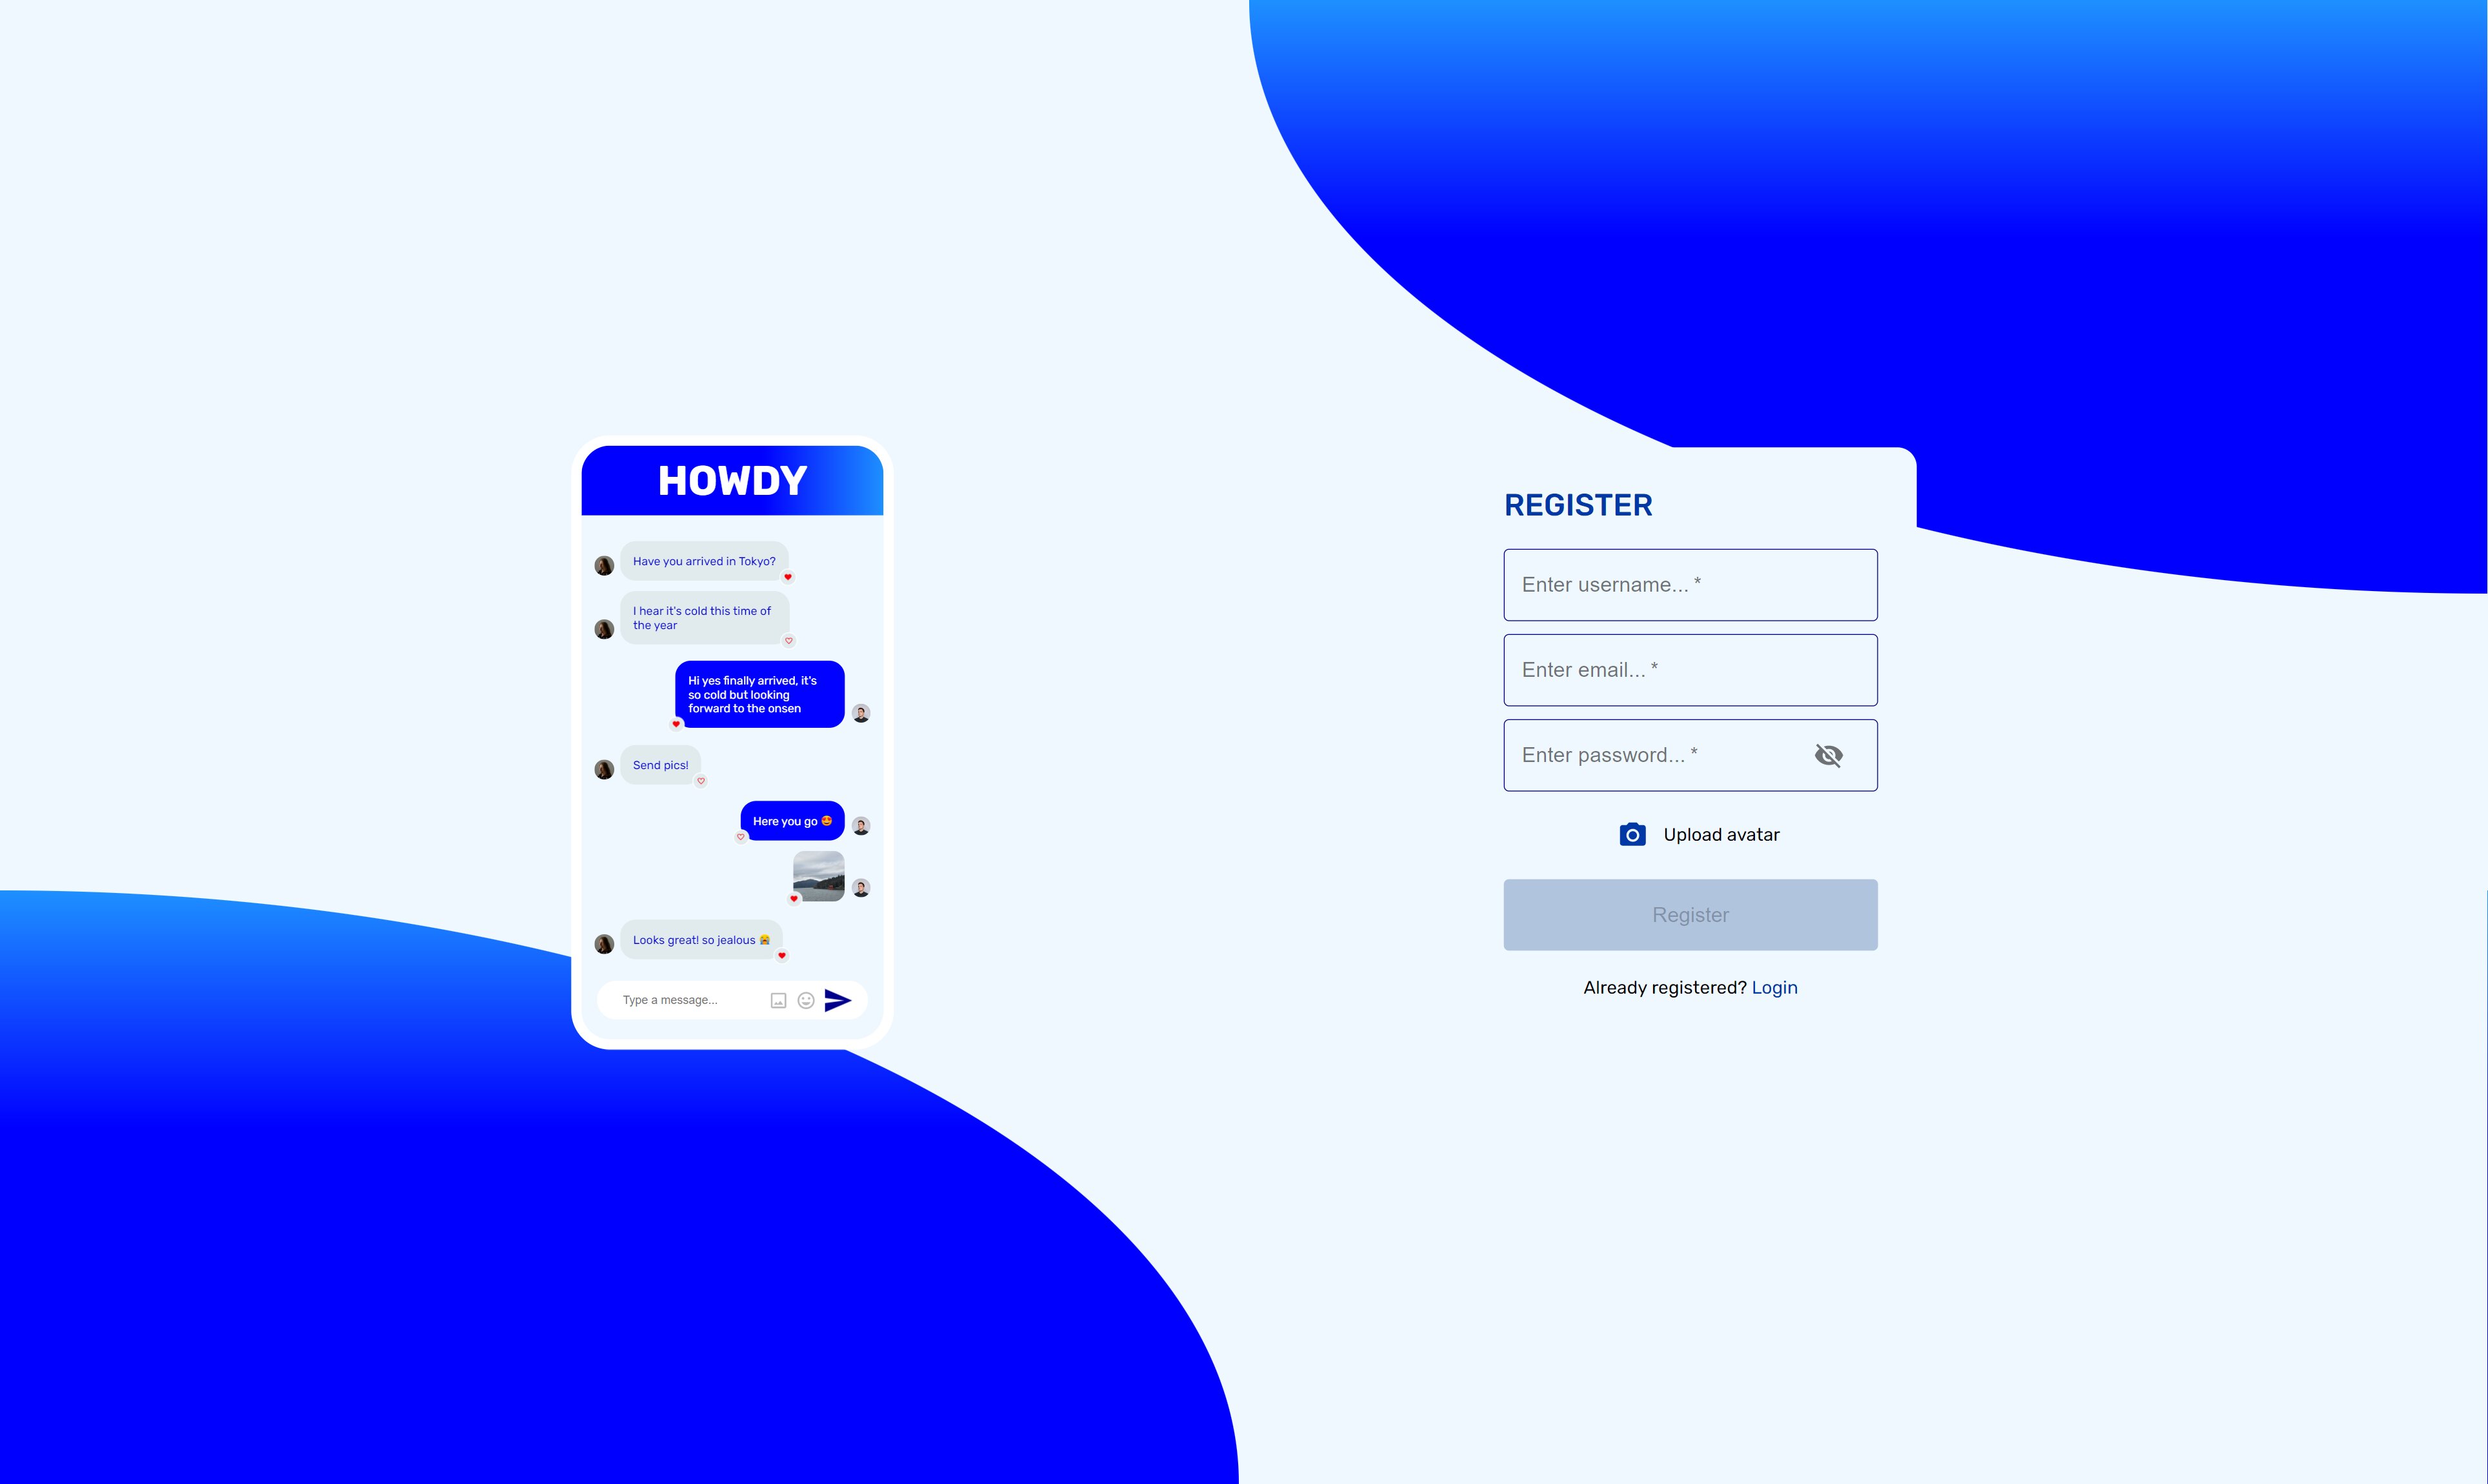 HOWDY
Have you arrived in Tokyo?
I hear it's cold this time of
the year
Hi yes finally arrived, it's
so cold but looking
forward to the onsen
Send pics!
Here you go 🤩
Looks great! so jealous 😭
Type a message...
REGISTER
Enter username... *
Enter email... *
Enter password... *
Upload avatar
Register
Already registered? Login